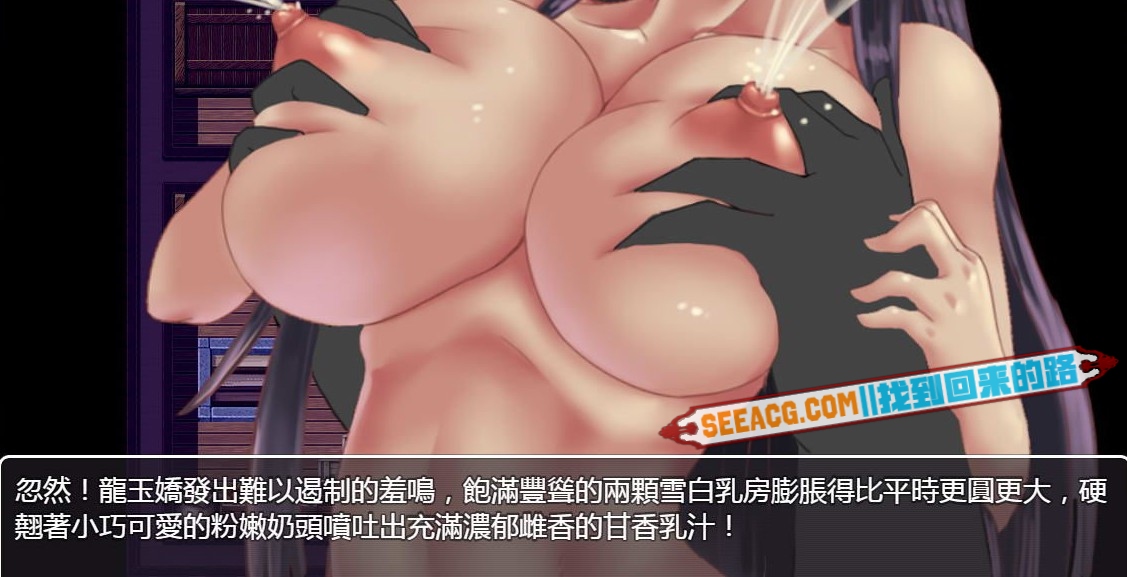 SEEACG.COM||找到回来的路
忽然！龍玉嬌發出難以遏制的羞鳴，飽滿豐聳的兩顆雪白乳房膨脹得比平時更圓更大，硬
翹著小巧可愛的粉嫩奶頭噴吐出充滿濃郁雌香的甘香乳汁！